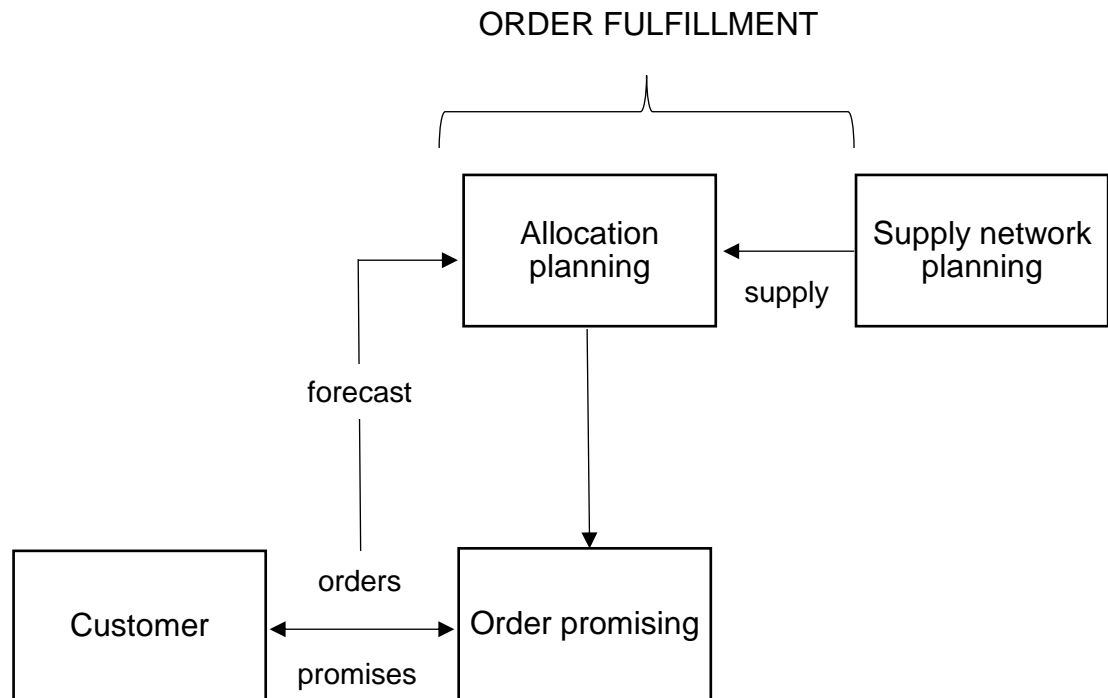 ORDER FULFILLMENT
Allocation
planning
Supply network
planning
supply
forecast
orders
Customer
Order promising
promises